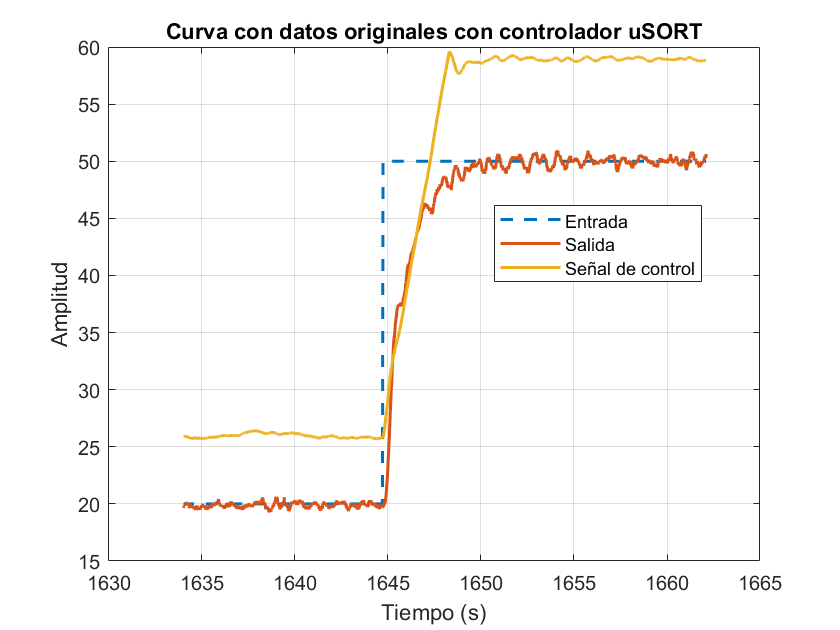 Curva con datos originales con controlador uSORT
60
55
50
45
40
35
30
25
20
15
Amplitud
Entrada
Salida
Señal de control
1630 1635 1640 1645 1650 1655 1660 1665
Tiempo (s)